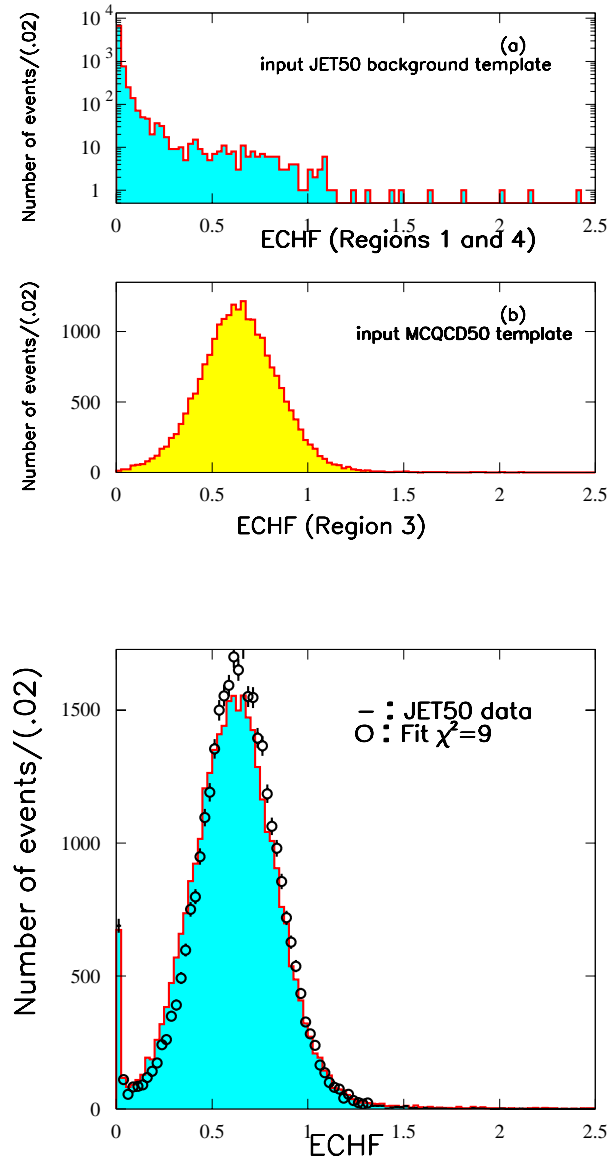 10^4
(a)
input JET50 background template
10^3
10^2
10
1
Number of events/(.02)
0 0.5 1 1.5 2 2.5
ECHF (Regions 1 and 4)
(b)
input MCQCD50 template
1000
500
0
Number of events/(.02)
0 0.5 1 1.5 2 2.5
ECHF (Region 3)
1500
– : JET50 data
O : Fit χ²=9
1000
500
0
Number of events/(.02)
0 0.5 1 1.5 2 2.5
ECHF